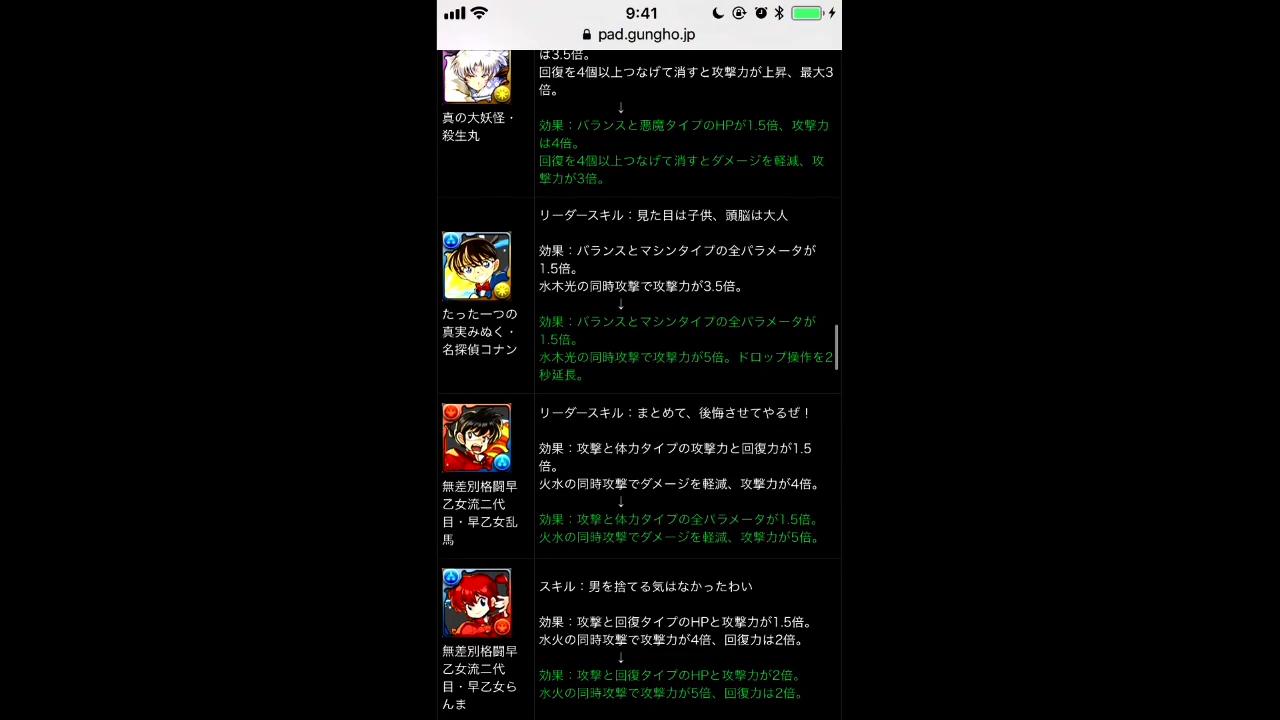 9:41
pad.gungho.jp
は3.5倍。
回復を4個以上つなげて消すと攻撃力が上昇、最大3
倍。
↓
効果：バランスと悪魔タイプのHPが1.5倍、攻撃力
は4倍。
回復を4個以上つなげて消すとダメージを軽減、攻
撃力が3倍。
真の大妖怪・
殺生丸
リーダースキル：見た目は子供、頭脳は大人
効果：バランスとマシンタイプの全パラメータが
1.5倍。
水木光の同時攻撃で攻撃力が3.5倍。
↓
効果：バランスとマシンタイプの全パラメータが
1.5倍。
水木光の同時攻撃で攻撃力が5倍。ドロップ操作を2
秒延長。
たった一つの
真実みぬく・
名探偵コナン
リーダースキル：まとめて、後悔させてやるぜ！
効果：攻撃と体力タイプの攻撃力と回復力が1.5
倍。
火水の同時攻撃でダメージを軽減、攻撃力が4倍。
↓
効果：攻撃と体力タイプの全パラメータが1.5倍。
火水の同時攻撃でダメージを軽減、攻撃力が5倍。
無差別格闘早
乙女流二代
目・早乙女乱
馬
スキル：男を捨てる気はなかったわい
効果：攻撃と回復タイプのHPと攻撃力が1.5倍。
水火の同時攻撃で攻撃力が4倍、回復力は2倍。
↓
効果：攻撃と回復タイプのHPと攻撃力が2倍。
水火の同時攻撃で攻撃力が5倍、回復力は2倍。
無差別格闘早
乙女流二代
目・早乙女ら
んま